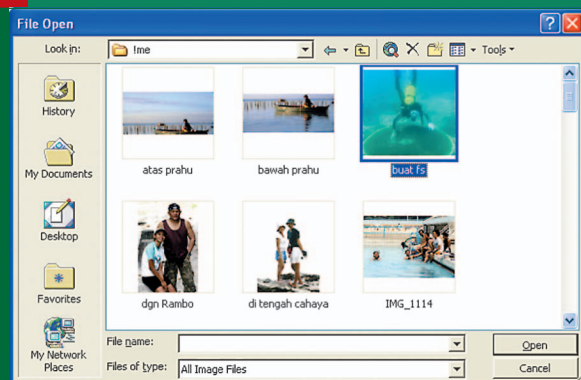 File Open
Look in: !me Tools
History
My Documents
Desktop
Favorites
My Network
Places
atas prahu bawah prahu buat fs
dgn Rambo di tengah cahaya IMG_1114
File name: Open
Files of type: All Image Files Cancel